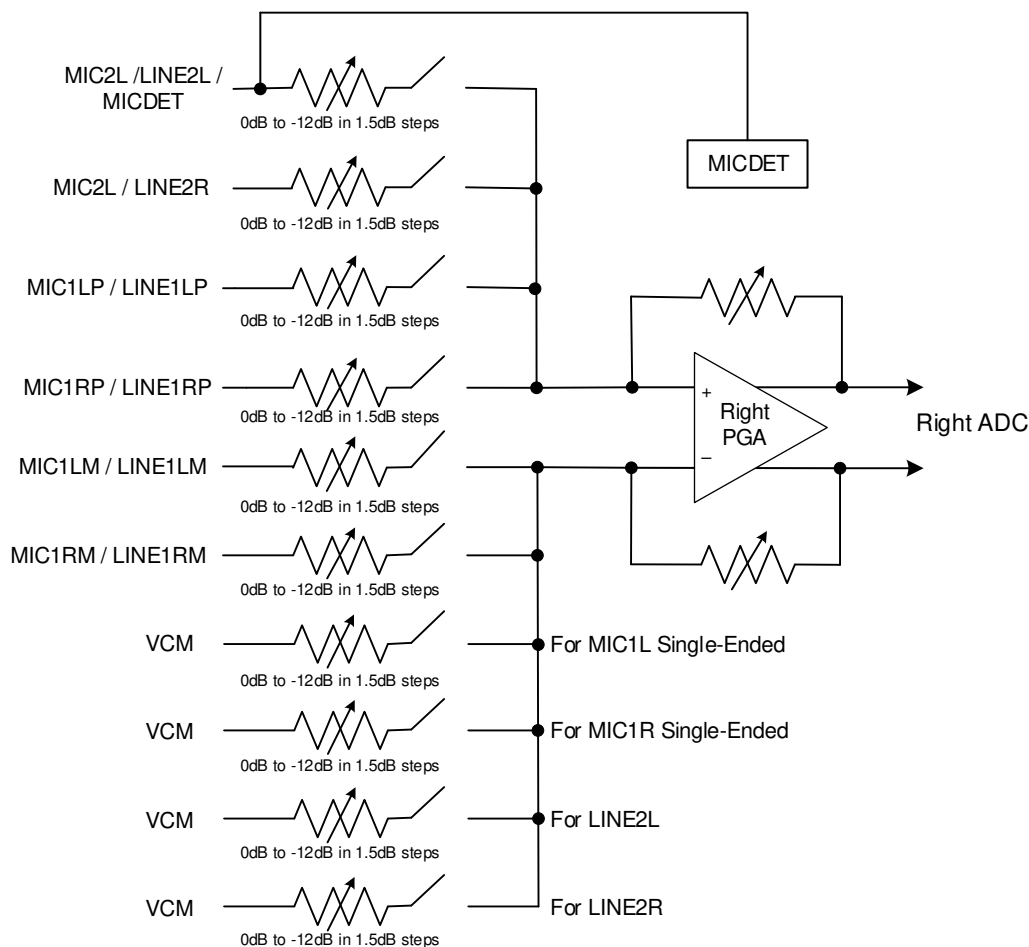 MIC2L /LINE2L /
MICDET
0dB to -12dB in 1.5dB steps
MICDET
MIC2L / LINE2R
0dB to -12dB in 1.5dB steps
MIC1LP / LINE1LP
0dB to -12dB in 1.5dB steps
MIC1RP / LINE1RP
0dB to -12dB in 1.5dB steps
+
Right
PGA
–
Right ADC
MIC1LM / LINE1LM
0dB to -12dB in 1.5dB steps
MIC1RM / LINE1RM
0dB to -12dB in 1.5dB steps
VCM
For MIC1L Single-Ended
0dB to -12dB in 1.5dB steps
VCM
For MIC1R Single-Ended
0dB to -12dB in 1.5dB steps
VCM
For LINE2L
0dB to -12dB in 1.5dB steps
VCM
For LINE2R
0dB to -12dB in 1.5dB steps